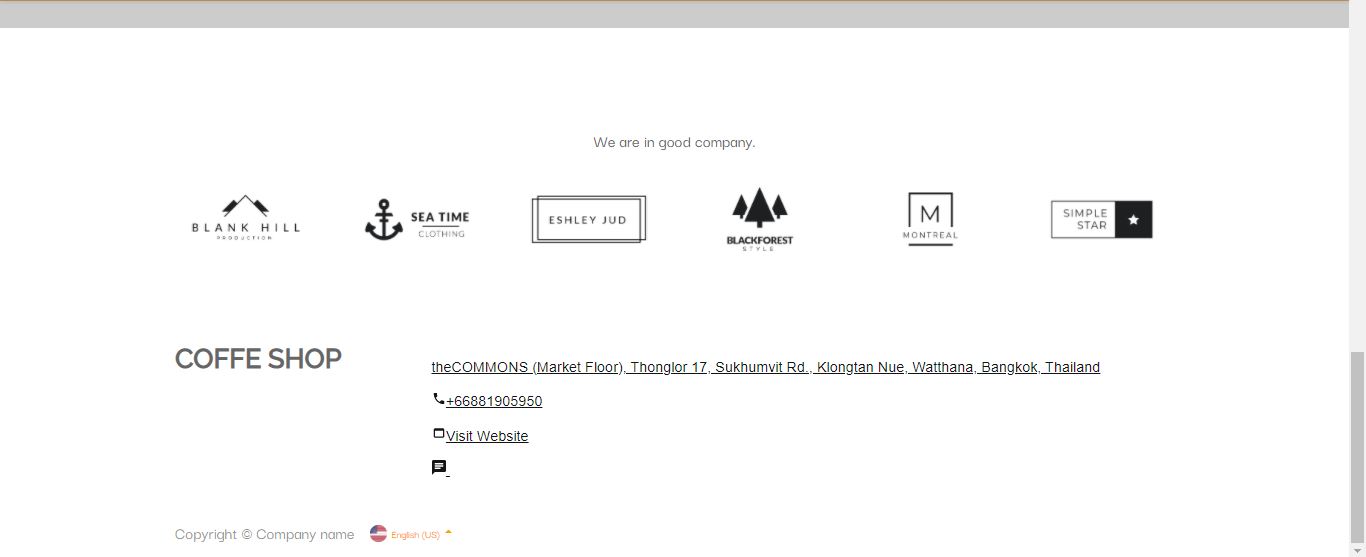 We are in good company.
BLANK HILL
PRODUCTION
SEA TIME
CLOTHING
ESHLEY JUD
BLACKFOREST
STYLE
M
MONTREAL
SIMPLE
STAR
COFFE SHOP
theCOMMONS (Market Floor), Thonglor 17, Sukhumvit Rd., Klongtan Nue, Watthana, Bangkok, Thailand
+66881905950
Visit Website
Copyright © Company name English (US)